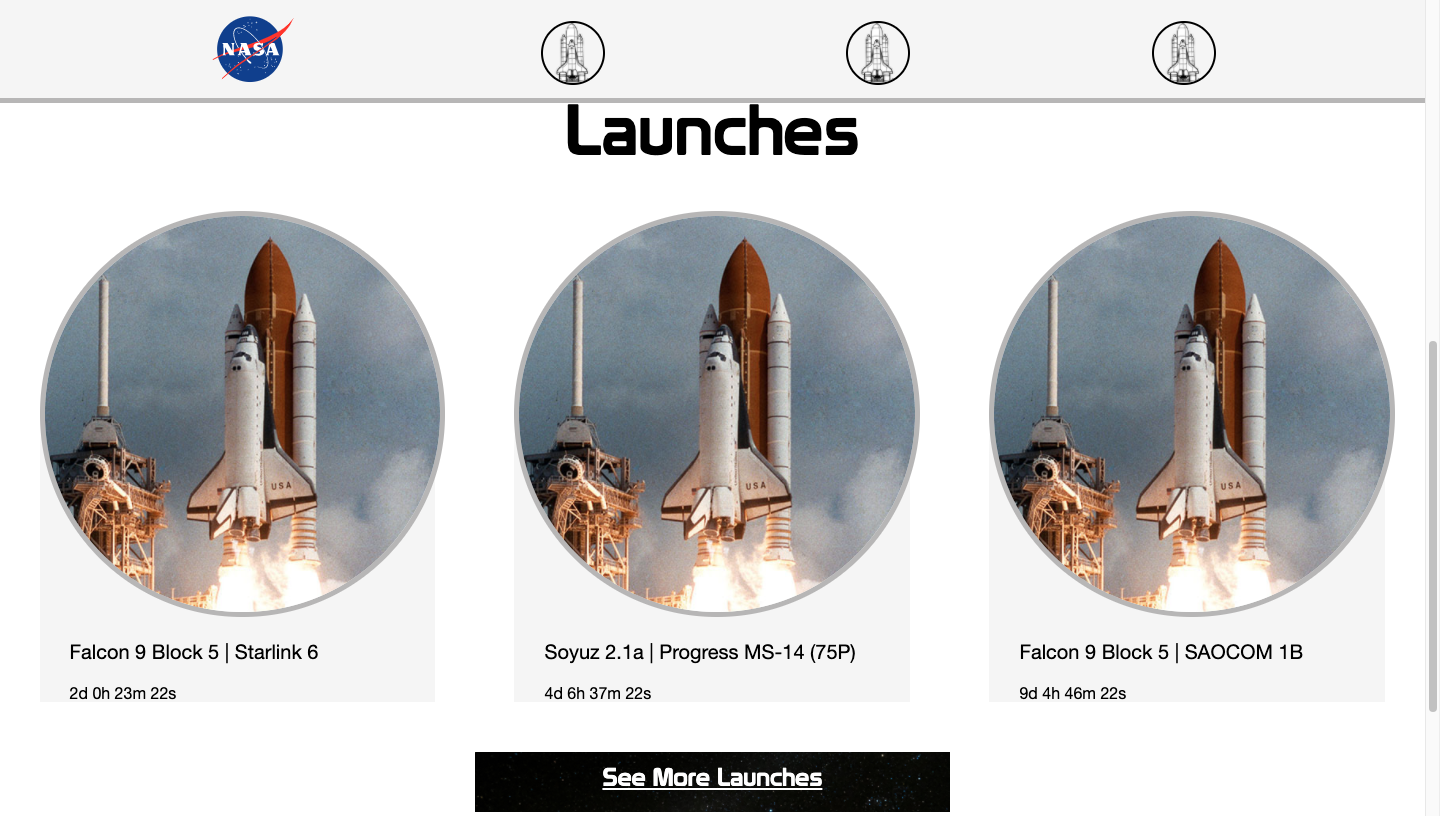 NASA
Launches
USA
USA
USA
Falcon 9 Block 5 | Starlink 6
Soyuz 2.1a | Progress MS-14 (75P)
Falcon 9 Block 5 | SAOCOM 1B
2d 0h 23m 22s
4d 6h 37m 22s
9d 4h 46m 22s
See More Launches